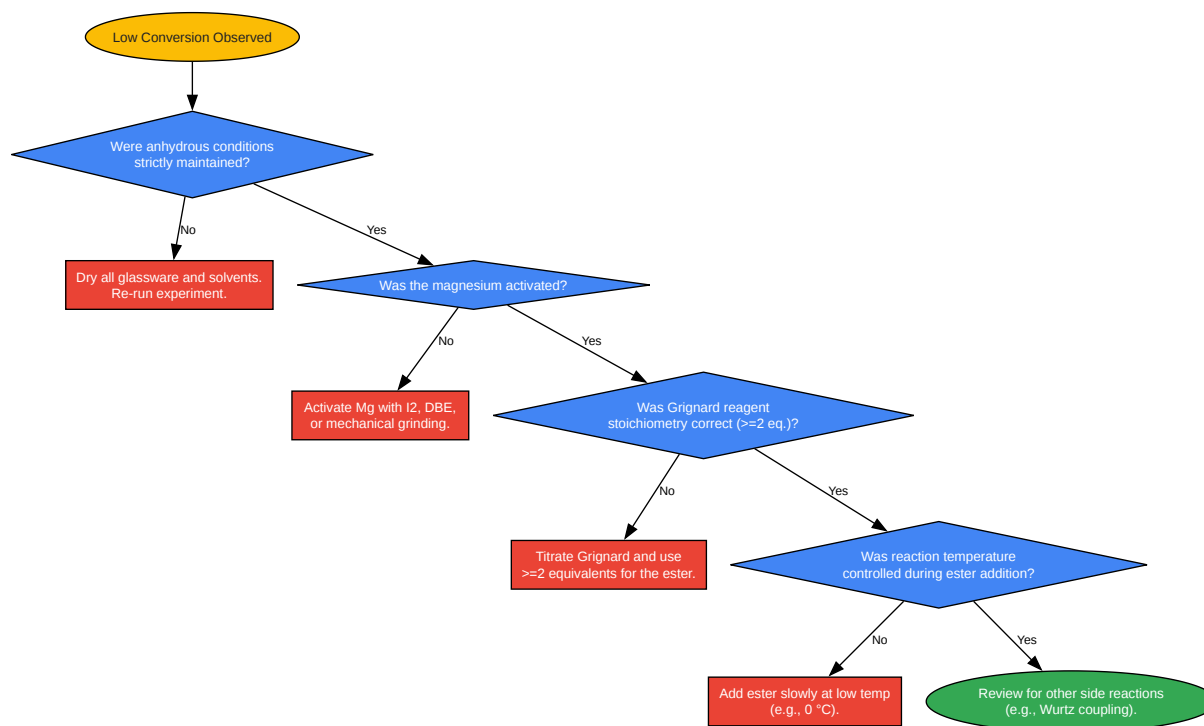 Low Conversion Observed
Were anhydrous conditions
strictly maintained?
No
Yes
Dry all glassware and solvents.
Re-run experiment.
Was the magnesium activated?
No
Yes
Activate Mg with I2, DBE,
or mechanical grinding.
Was Grignard reagent
stoichiometry correct (>=2 eq.)?
No
Yes
Titrate Grignard and use
>=2 equivalents for the ester.
Was reaction temperature
controlled during ester addition?
No
Yes
Add ester slowly at low temp
(e.g., 0 °C).
Review for other side reactions
(e.g., Wurtz coupling).